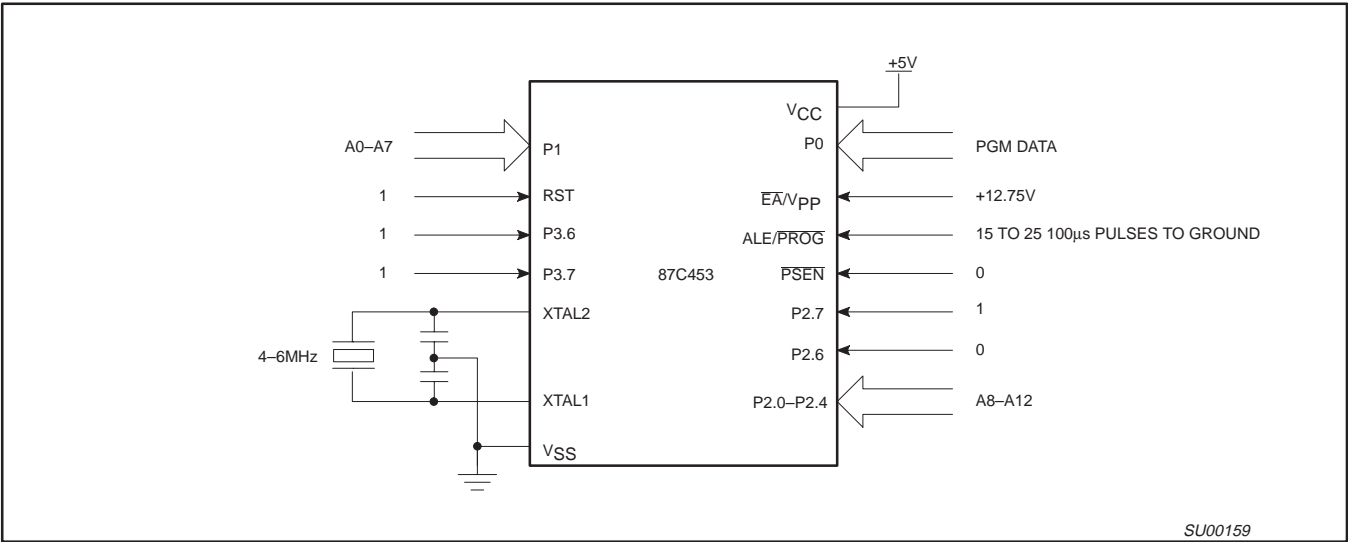 +5V
VCC
A0–A7
P1
P0
PGM DATA
1
RST
EA/VPP
+12.75V
1
P3.6
ALE/PROG
15 TO 25 100µs PULSES TO GROUND
1
P3.7
87C453
PSEN
0
XTAL2
P2.7
1
4–6MHz
P2.6
0
XTAL1
P2.0–P2.4
A8–A12
VSS
SU00159